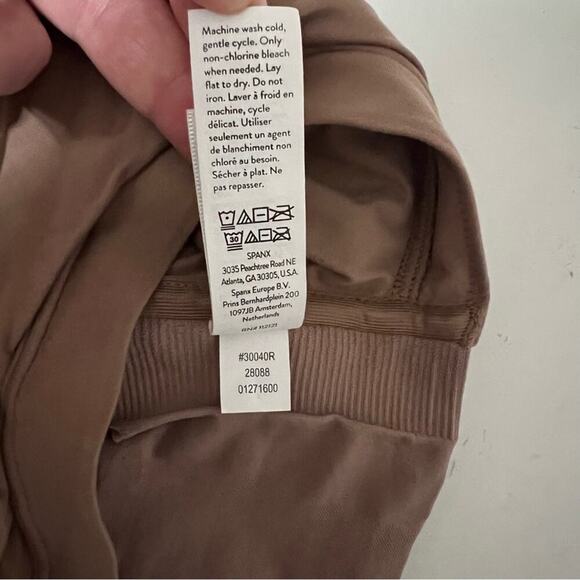 Machine wash cold,
gentle cycle. Only
non-chlorine bleach
when needed. Lay
flat to dry. Do not
iron. Laver à froid en
machine, cycle
délicat. Utiliser
seulement un agent
de blanchiment non
chloré au besoin.
Sécher à plat. Ne
pas repasser.
30
SPANX
3035 Peachtree Road NE
Atlanta, GA 30305, U.S.A.
Spanx Europe B.V.
Prins Bernhardplein 200
1097JB Amsterdam,
Netherlands
RN# 112121
#30040R
28088
01271600